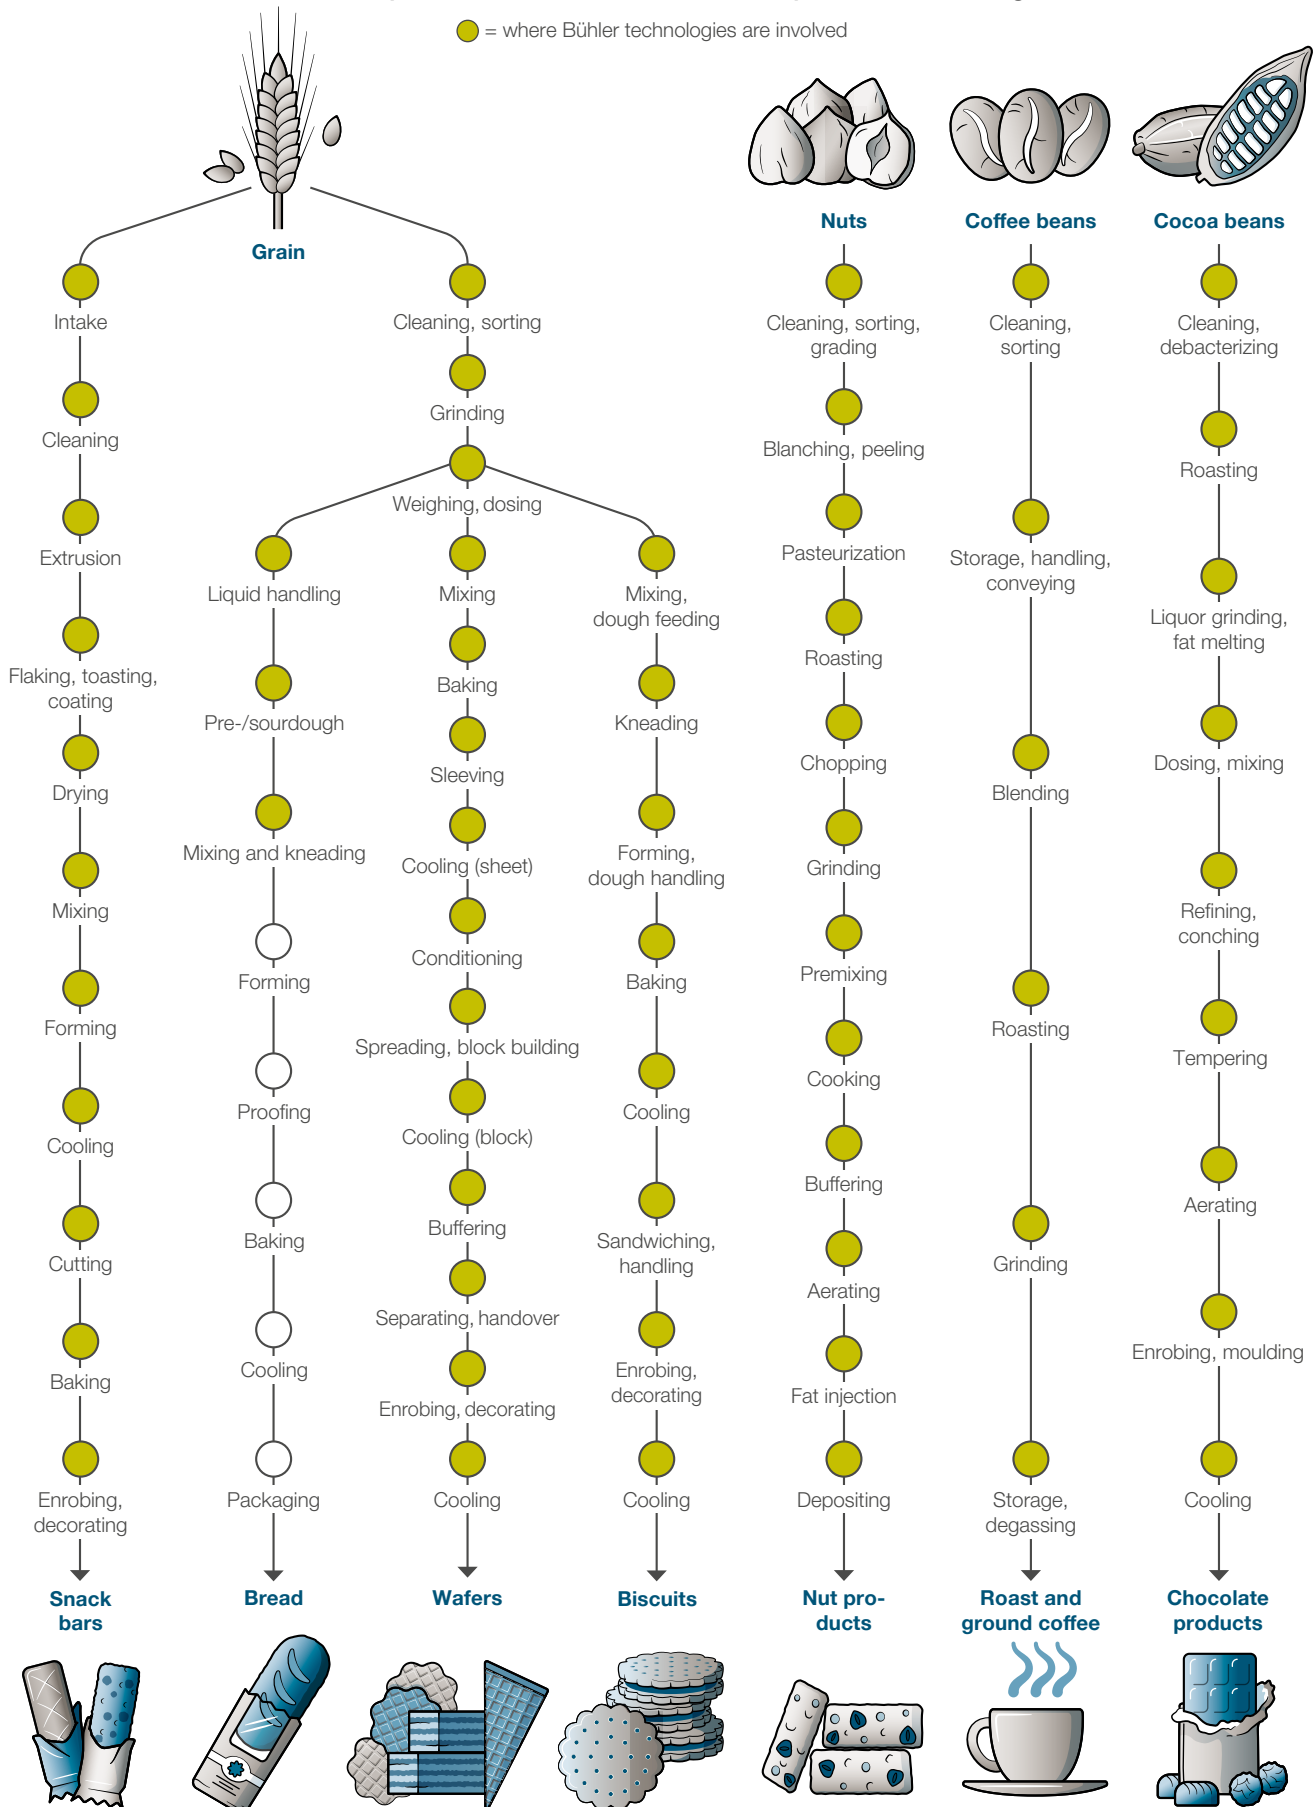 = where Bühler technologies are involved
Grain
Nuts
Coffee beans
Cocoa beans
Intake
Cleaning
Extrusion
Flaking, toasting,
coating
Drying
Mixing
Forming
Cooling
Cutting
Baking
Enrobing,
decorating
Snack
bars
Cleaning, sorting
Grinding
Weighing, dosing
Liquid handling
Pre-/sourdough
Mixing and kneading
Forming
Proofing
Baking
Cooling
Packaging
Bread
Mixing
Baking
Sleeving
Cooling (sheet)
Conditioning
Spreading, block building
Cooling (block)
Buffering
Separating, handover
Enrobing, decorating
Cooling
Wafers
Mixing,
dough feeding
Kneading
Forming,
dough handling
Baking
Cooling
Sandwiching,
handling
Enrobing,
decorating
Cooling
Biscuits
Cleaning, sorting,
grading
Blanching, peeling
Pasteurization
Roasting
Chopping
Grinding
Premixing
Cooking
Buffering
Aerating
Fat injection
Depositing
Nut pro-
ducts
Cleaning,
sorting
Storage, handling,
conveying
Blending
Roasting
Grinding
Storage,
degassing
Roast and
ground coffee
Cleaning,
debacterizing
Roasting
Liquor grinding,
fat melting
Dosing, mixing
Refining,
conching
Tempering
Aerating
Enrobing, moulding
Cooling
Chocolate
products